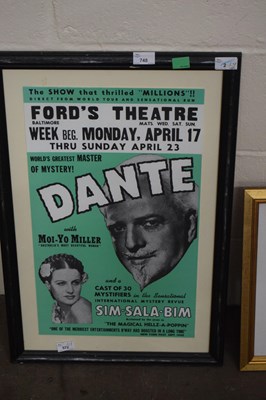 THE SHOW that thrilled "MILLIONS"!!
DIRECT FROM WORLD TOUR AND SENSATIONAL RUN
FORD'S THEATRE
BALTIMORE MATS. WED. SAT. SUN.
WEEK BEG. MONDAY, APRIL 17
THRU SUNDAY APRIL 23
WORLD'S GREATEST MASTER
OF MYSTERY!
DANTE
with
MOI-YO MILLER
and a
CAST OF 30
MYSTIFIERS in the Sensational
INTERNATIONAL MYSTERY REVUE
SIM·SALA·BIM
"THE MAGICAL HELLZ-A-POPPIN"